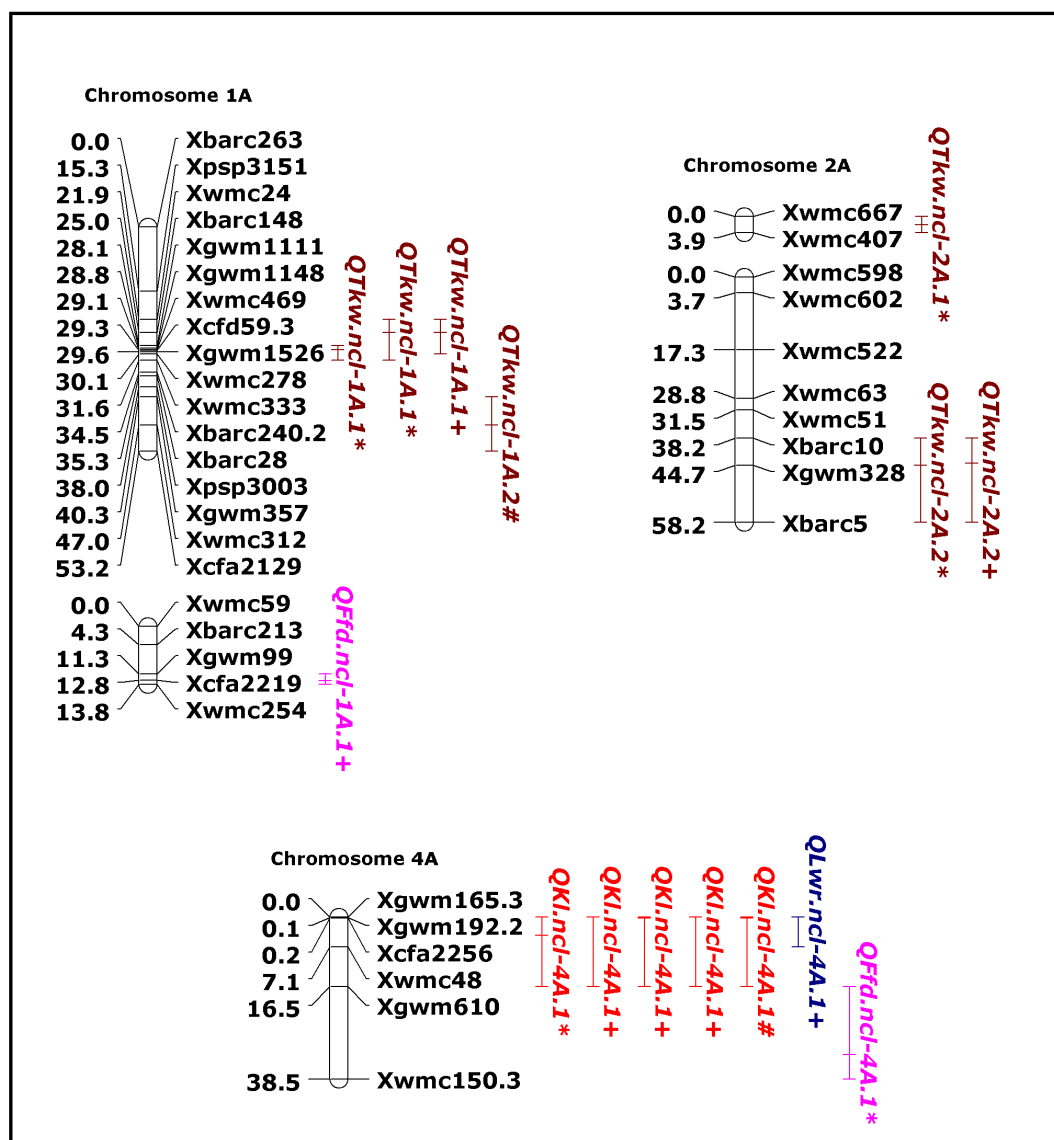 Chromosome 1A
0.0 Xbarc263
15.3 Xpsp3151
21.9 Xwmc24
25.0 Xbarc148
28.1 Xgwm1111
28.8 Xgwm1148
29.1 Xwmc469
29.3 Xcfd59.3
29.6 Xgwm1526
30.1 Xwmc278
31.6 Xwmc333
34.5 Xbarc240.2
35.3 Xbarc28
38.0 Xpsp3003
40.3 Xgwm357
47.0 Xwmc312
53.2 Xcfa2129
QTkw.ncl-1A.1*
QTkw.ncl-1A.1*
QTkw.ncl-1A.1+
QTkw.ncl-1A.2#
0.0 Xwmc59
4.3 Xbarc213
11.3 Xgwm99
12.8 Xcfa2219
13.8 Xwmc254
QFfd.ncl-1A.1+
Chromosome 2A
0.0 Xwmc667
3.9 Xwmc407
QTkw.ncl-2A.1*
0.0 Xwmc598
3.7 Xwmc602
17.3 Xwmc522
28.8 Xwmc63
31.5 Xwmc51
38.2 Xbarc10
44.7 Xgwm328
58.2 Xbarc5
QTkw.ncl-2A.2*
QTkw.ncl-2A.2+
Chromosome 4A
0.0 Xgwm165.3
0.1 Xgwm192.2
0.2 Xcfa2256
7.1 Xwmc48
16.5 Xgwm610
38.5 Xwmc150.3
QKl.ncl-4A.1*
QKl.ncl-4A.1+
QKl.ncl-4A.1+
QKl.ncl-4A.1+
QKl.ncl-4A.1#
QLwr.ncl-4A.1+
QFfd.ncl-4A.1*